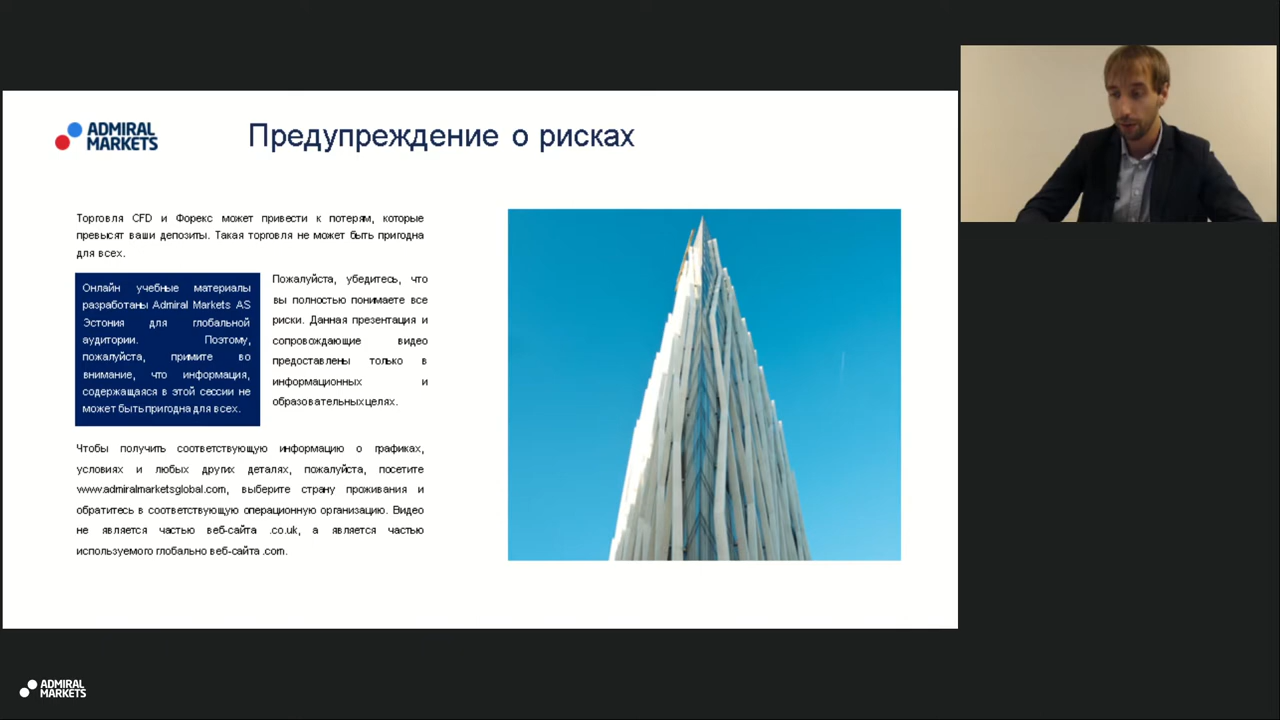 ADMIRAL
MARKETS
Предупреждение о рисках
Торговля CFD и Форекс может привести к потерям, которые
превысят ваши депозиты. Такая торговля не может быть пригодна
для всех.
Онлайн учебные материалы
разработаны Admiral Markets AS
Эстония для глобальной
аудитории. Поэтому,
пожалуйста, примите во
внимание, что информация,
содержащаяся в этой сессии не
может быть пригодна для всех.
Пожалуйста, убедитесь, что
вы полностью понимаете все
риски. Данная презентация и
сопровождающие видео
предоставлены только в
информационных и
образовательных целях.
Чтобы получить соответствующую информацию о графиках,
условиях и любых других деталях, пожалуйста, посетите
www.admiralmarketsglobal.com, выберите страну проживания и
обратитесь в соответствующую операционную организацию. Видео
не является частью веб-сайта .co.uk, а является частью
используемого глобально веб-сайта .com.
ADMIRAL
MARKETS